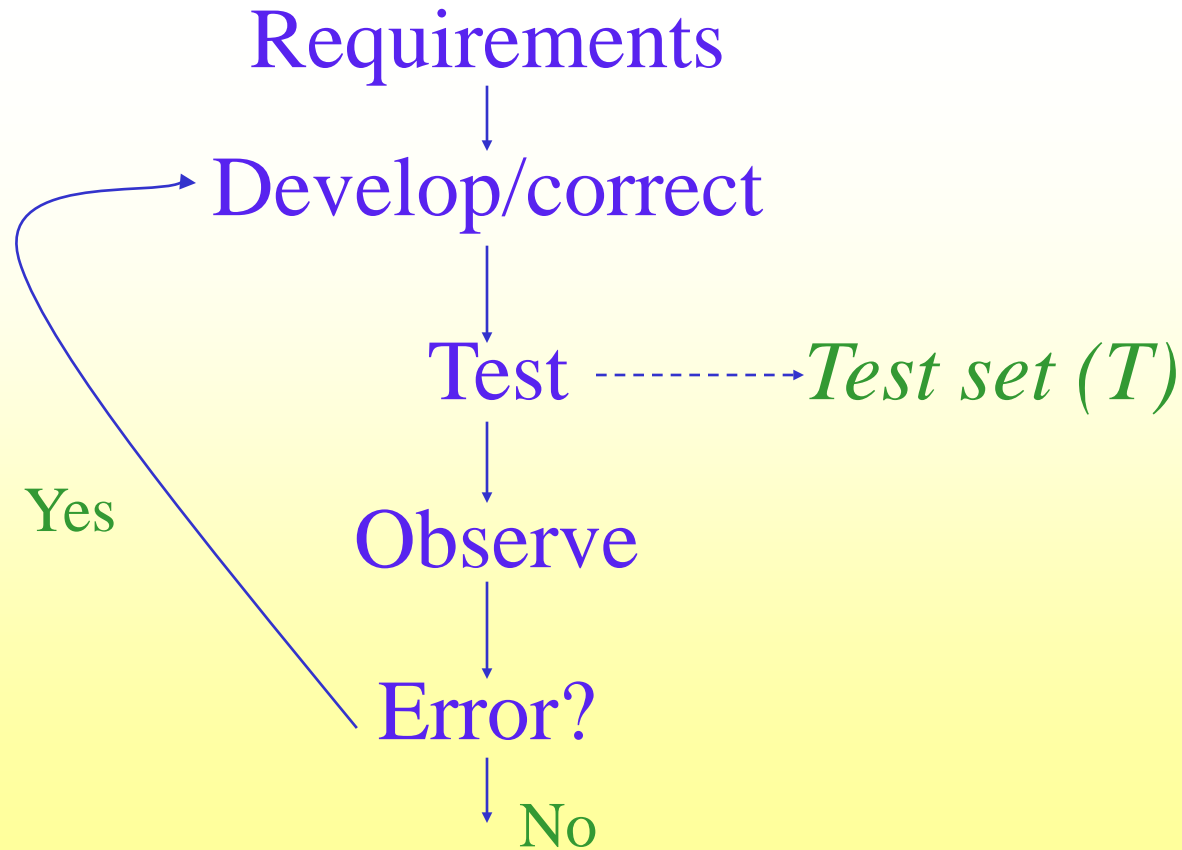 Requirements
Develop/correct
Test
Test set (T)
Yes
Observe
Error?
No